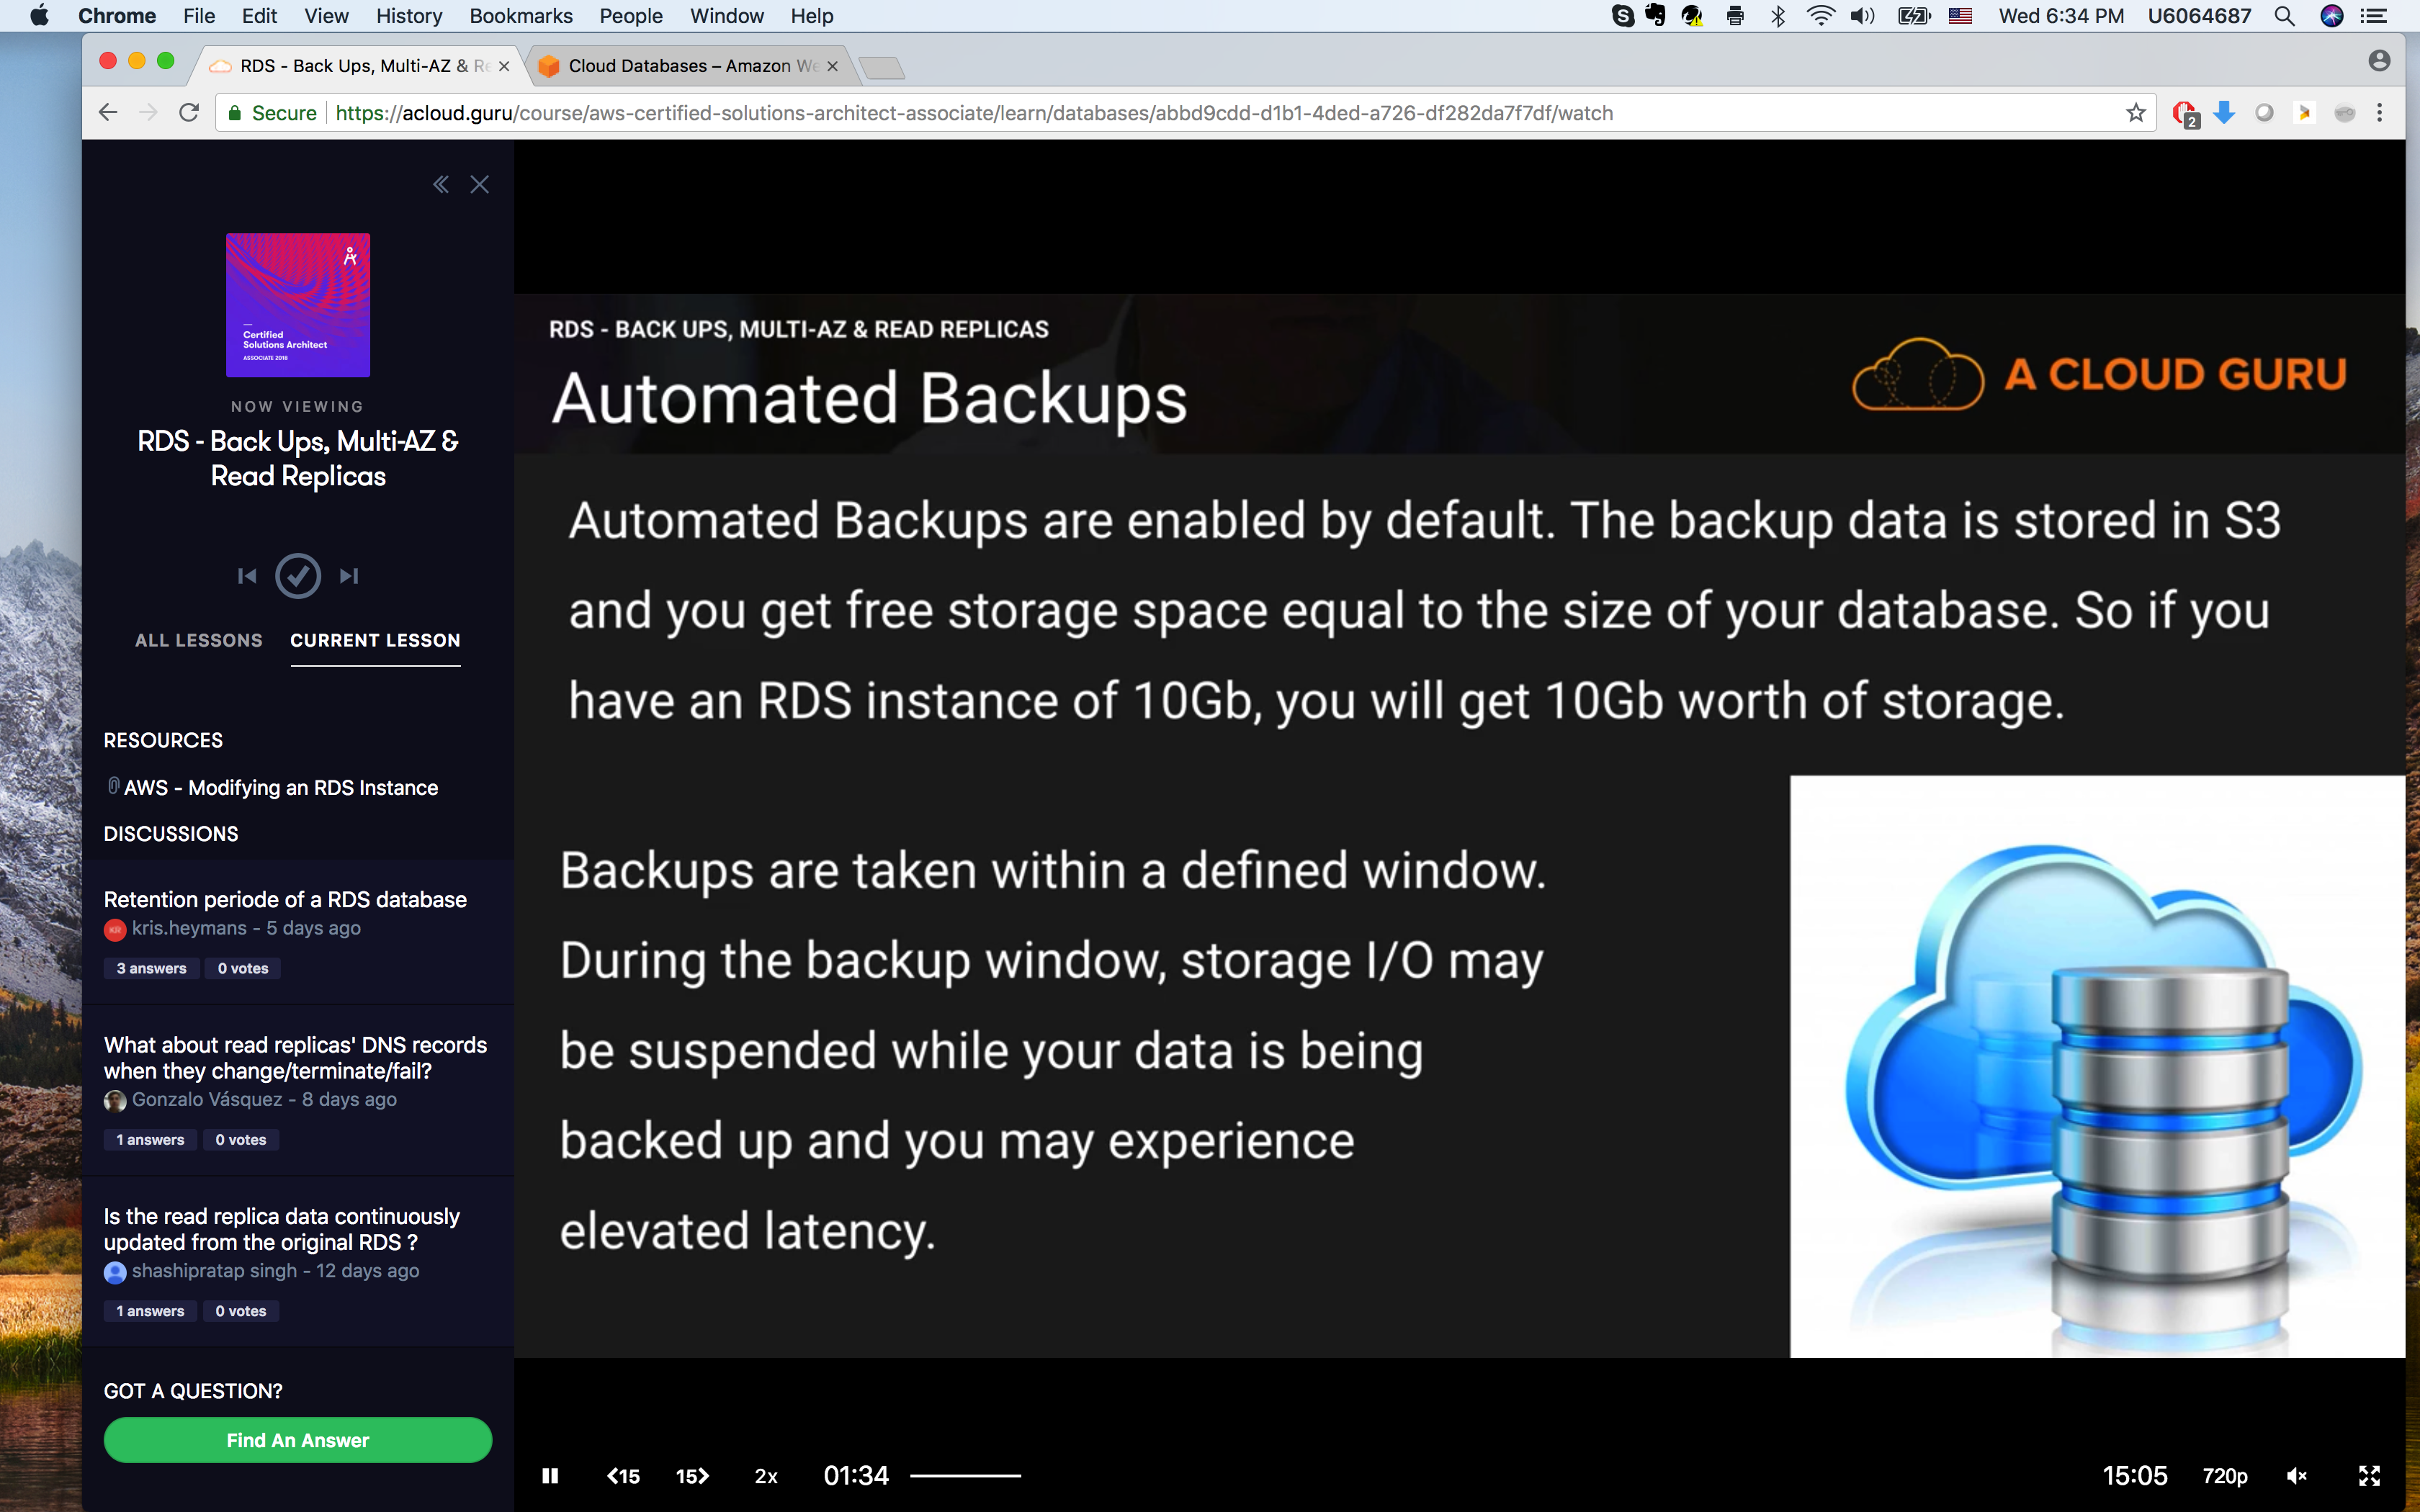 Chrome File Edit View History Bookmarks People Window Help
Wed 6:34 PM U6064687
RDS - Back Ups, Multi-AZ & Re
Cloud Databases – Amazon We
Secure https://acloud.guru/course/aws-certified-solutions-architect-associate/learn/databases/abbd9cdd-d1b1-4ded-a726-df282da7f7df/watch
2
Certified
Solutions Architect
ASSOCIATE 2018
NOW VIEWING
RDS - Back Ups, Multi-AZ &
Read Replicas
ALL LESSONS CURRENT LESSON
RESOURCES
AWS - Modifying an RDS Instance
DISCUSSIONS
Retention periode of a RDS database
KR kris.heymans - 5 days ago
3 answers 0 votes
What about read replicas' DNS records
when they change/terminate/fail?
Gonzalo Vásquez - 8 days ago
1 answers 0 votes
Is the read replica data continuously
updated from the original RDS ?
shashipratap singh - 12 days ago
1 answers 0 votes
GOT A QUESTION?
Find An Answer
RDS - BACK UPS, MULTI-AZ & READ REPLICAS
Automated Backups
A CLOUD GURU
Automated Backups are enabled by default. The backup data is stored in S3
and you get free storage space equal to the size of your database. So if you
have an RDS instance of 10Gb, you will get 10Gb worth of storage.
Backups are taken within a defined window.
During the backup window, storage I/O may
be suspended while your data is being
backed up and you may experience
elevated latency.
15 15 2x 01:34 15:05 720p